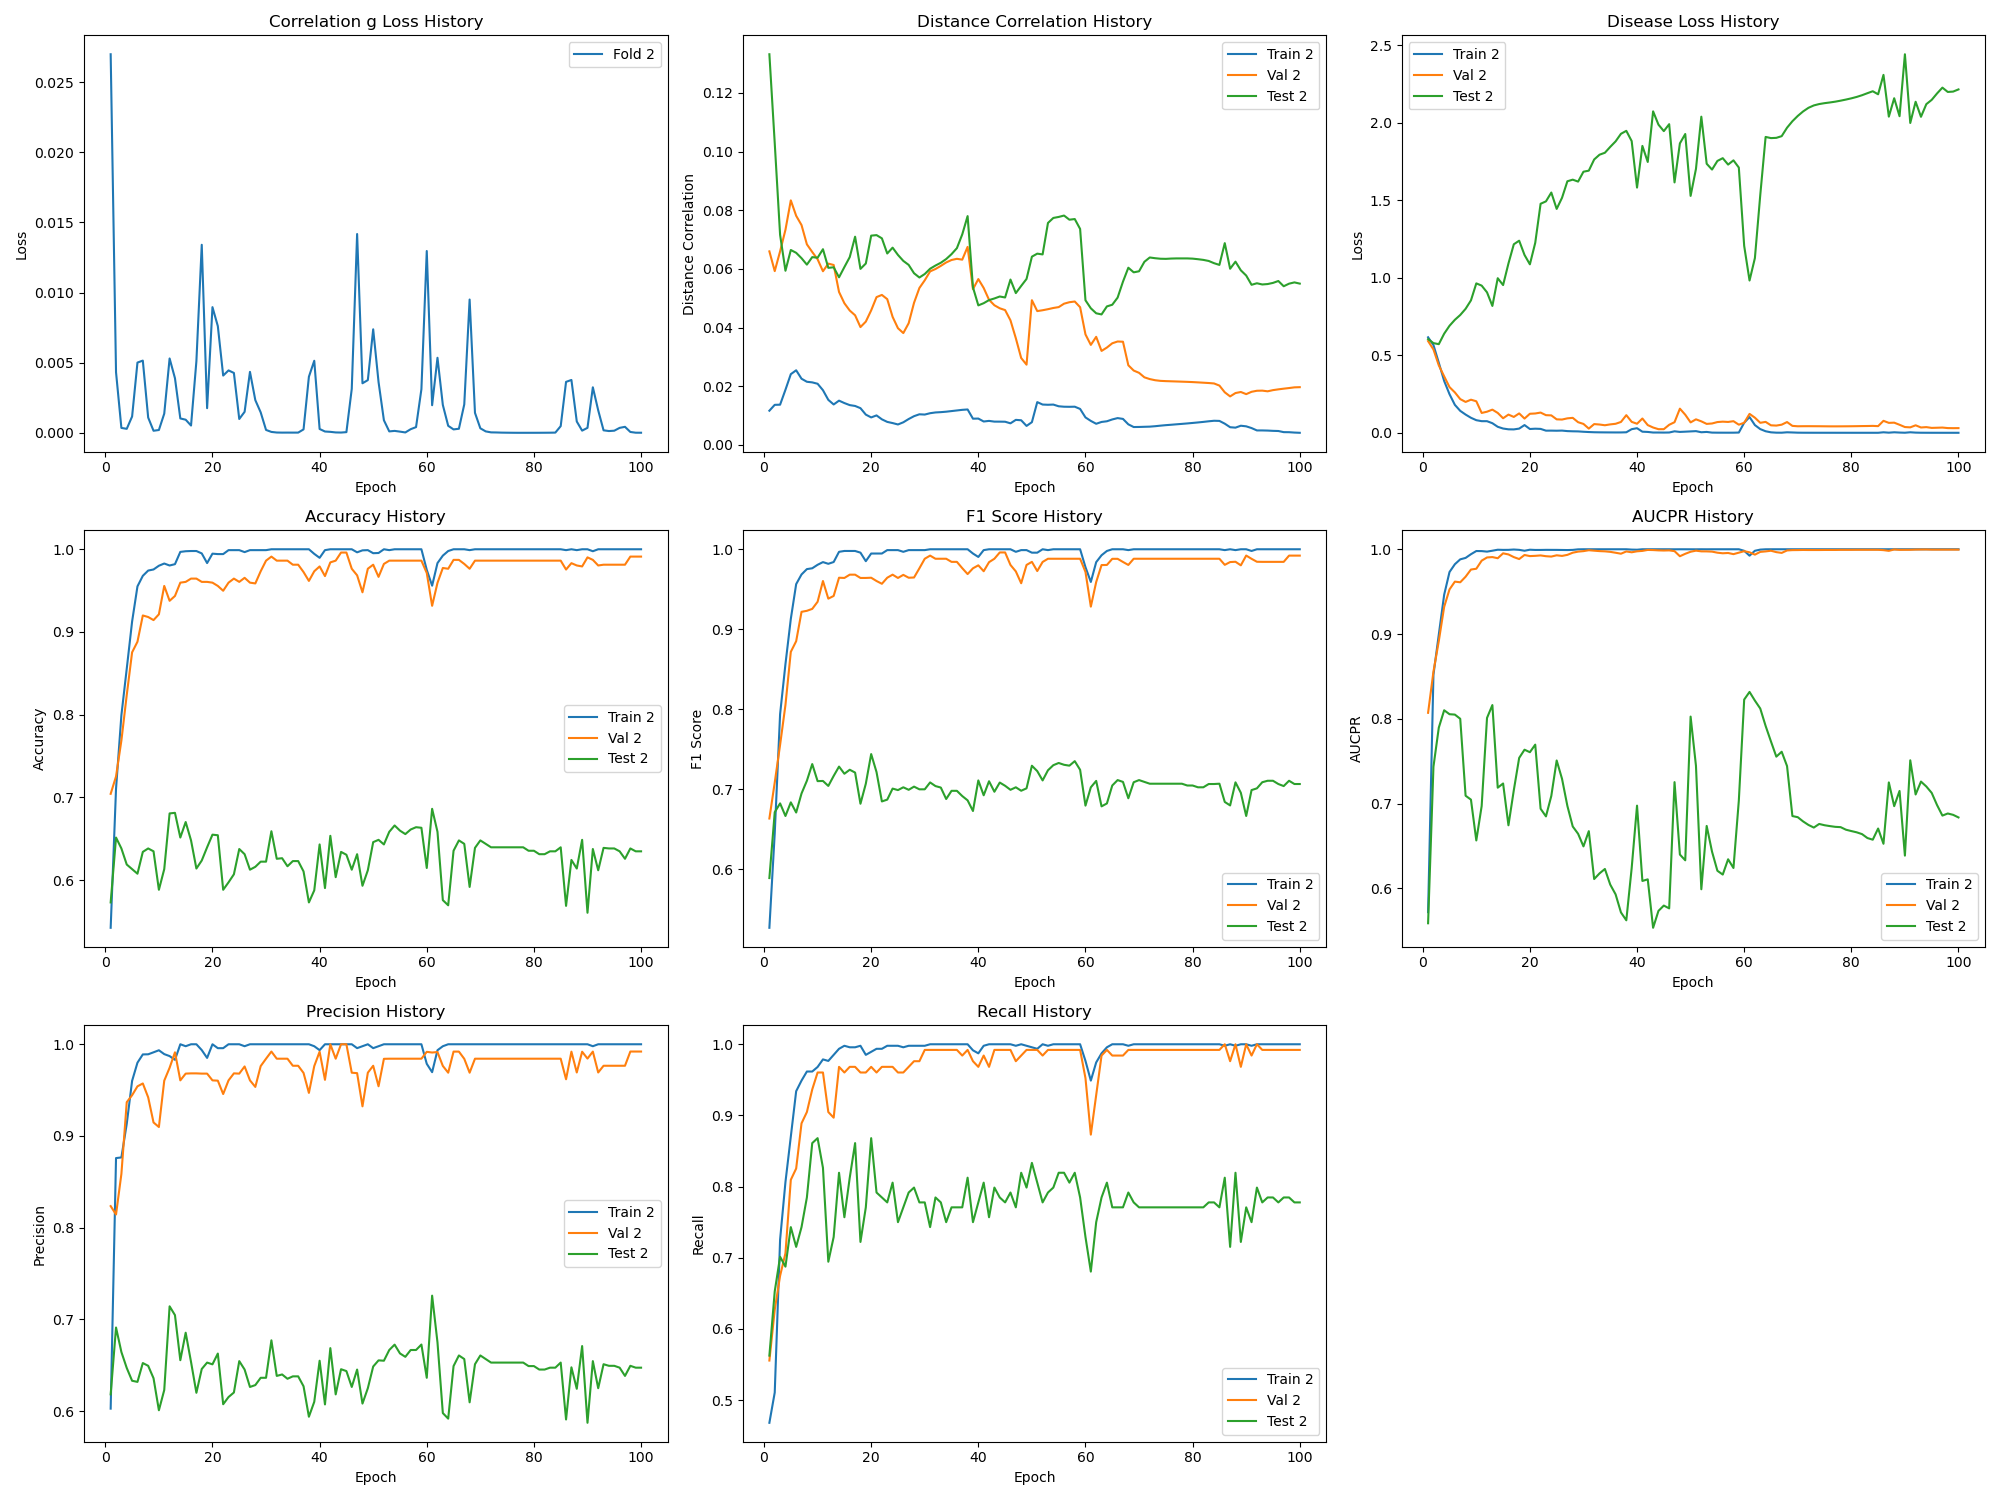 Correlation g Loss History
Loss
0.025
0.020
0.015
0.010
0.005
0.000
Fold 2
0 20 40 60 80 100
Epoch
Distance Correlation History
Distance Correlation
0.12
0.10
0.08
0.06
0.04
0.02
0.00
Train 2
Val 2
Test 2
0 20 40 60 80 100
Epoch
Disease Loss History
Loss
2.5
2.0
1.5
1.0
0.5
0.0
Train 2
Val 2
Test 2
0 20 40 60 80 100
Epoch
Accuracy History
Accuracy
1.0
0.9
0.8
0.7
0.6
Train 2
Val 2
Test 2
0 20 40 60 80 100
Epoch
F1 Score History
F1 Score
1.0
0.9
0.8
0.7
0.6
Train 2
Val 2
Test 2
0 20 40 60 80 100
Epoch
AUCPR History
AUCPR
1.0
0.9
0.8
0.7
0.6
Train 2
Val 2
Test 2
0 20 40 60 80 100
Epoch
Precision History
Precision
1.0
0.9
0.8
0.7
0.6
Train 2
Val 2
Test 2
0 20 40 60 80 100
Epoch
Recall History
Recall
1.0
0.9
0.8
0.7
0.6
0.5
Train 2
Val 2
Test 2
0 20 40 60 80 100
Epoch